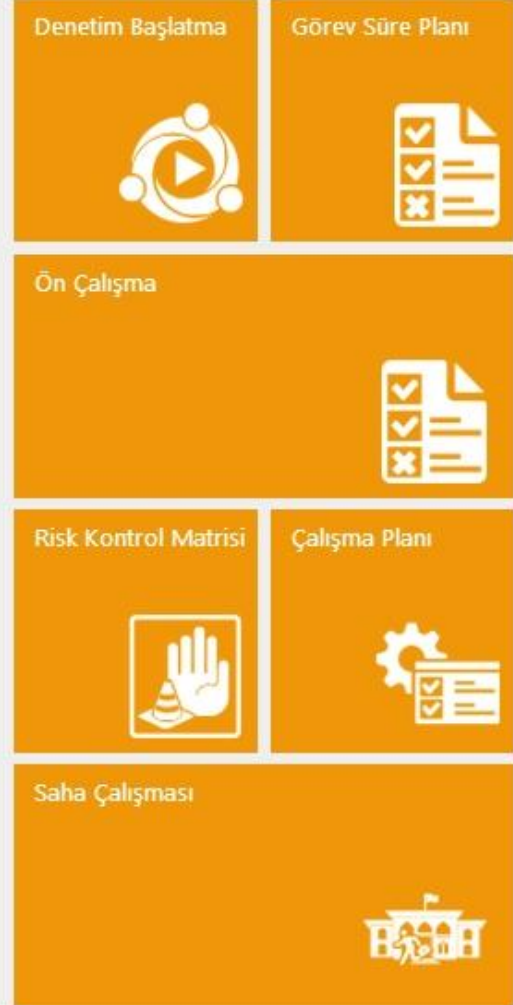 Denetim Başlatma
Görev Süre Planı
Ön Çalışma
Risk Kontrol Matrisi
Çalışma Planı
Saha Çalışması